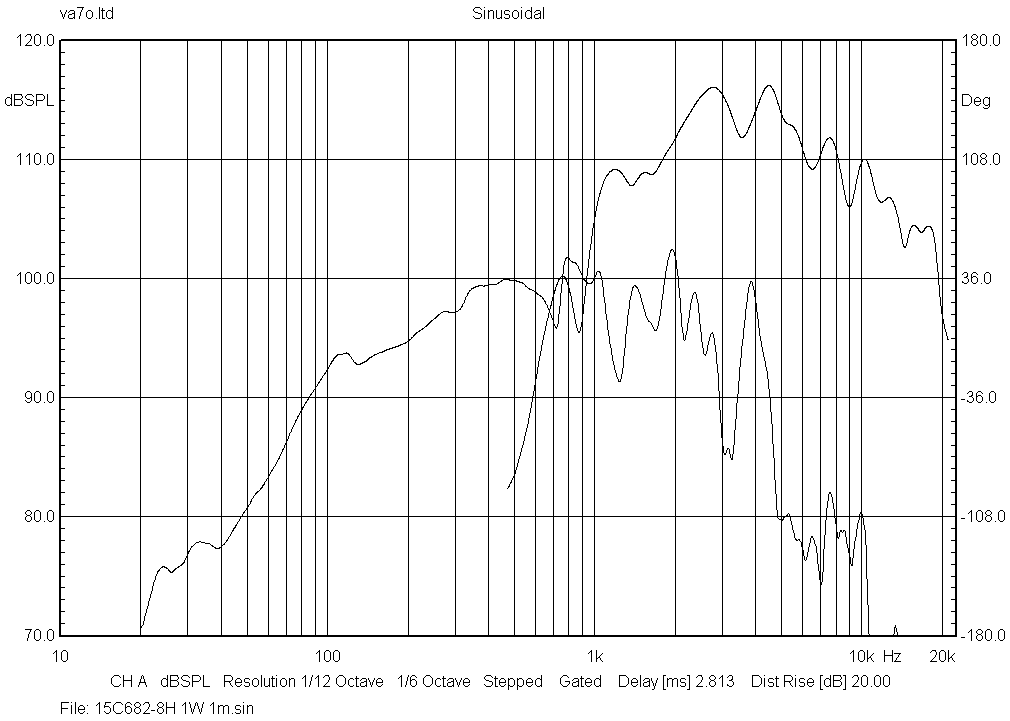 va7o.ltd Sinusoidal
120.0 180.0
dBSPL Deg
110.0 108.0
100.0 36.0
90.0 -36.0
80.0 -108.0
70.0 -180.0
10 100 1k 10k Hz 20k
CH A dBSPL Resolution 1/12 Octave 1/6 Octave Stepped Gated Delay [ms] 2.813 Dist Rise [dB] 20.00
File: 15C682-8H 1W 1m.sin